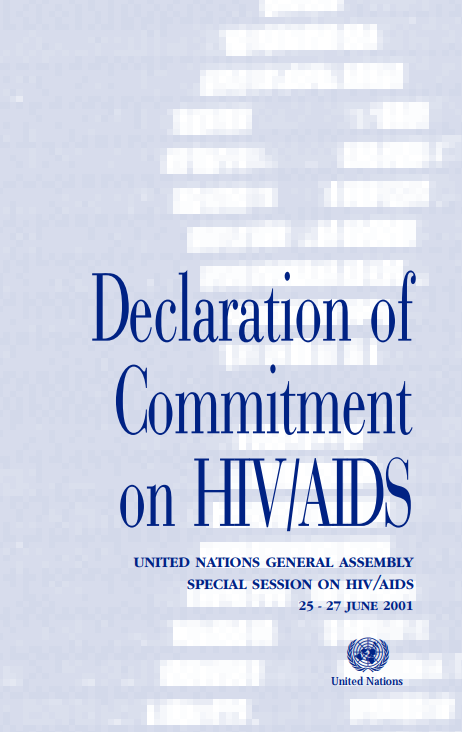 Declaration of
Commitment
on HIV/AIDS
UNITED NATIONS GENERAL ASSEMBLY
SPECIAL SESSION ON HIV/AIDS
25 - 27 JUNE 2001
United Nations